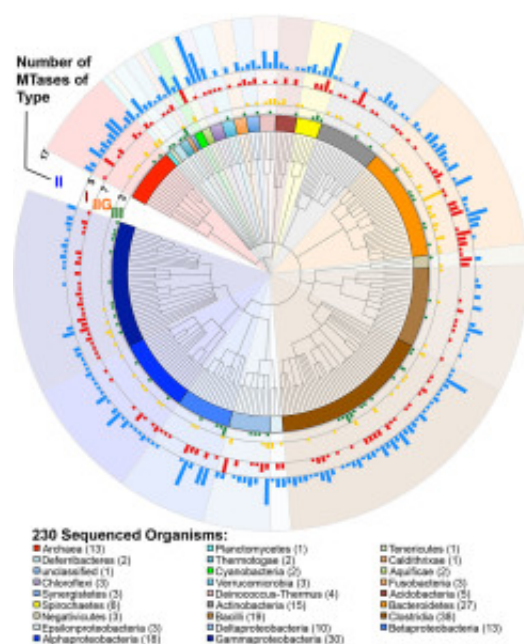 Number of
MTases of
Type
II
I
IIG
III
230 Sequenced Organisms:
Archaea (13)
Deferribacteres (2)
unclassified (1)
Chloroflexi (3)
Synergistetes (3)
Spirochaetes (8)
Negativicutes (3)
Epsilonproteobacteria (3)
Alphaproteobacteria (18)
Planctomycetes (1)
Thermotogae (2)
Cyanobacteria (2)
Verrucomicrobia (3)
Deinococcus-Thermus (4)
Actinobacteria (15)
Bacilli (19)
Deltaproteobacteria (10)
Gammaproteobacteria (30)
Tenericutes (1)
Caldithrixae (1)
Aquificae (2)
Fusobacteria (3)
Acidobacteria (5)
Bacteroidetes (27)
Clostridia (38)
Betaproteobacteria (13)